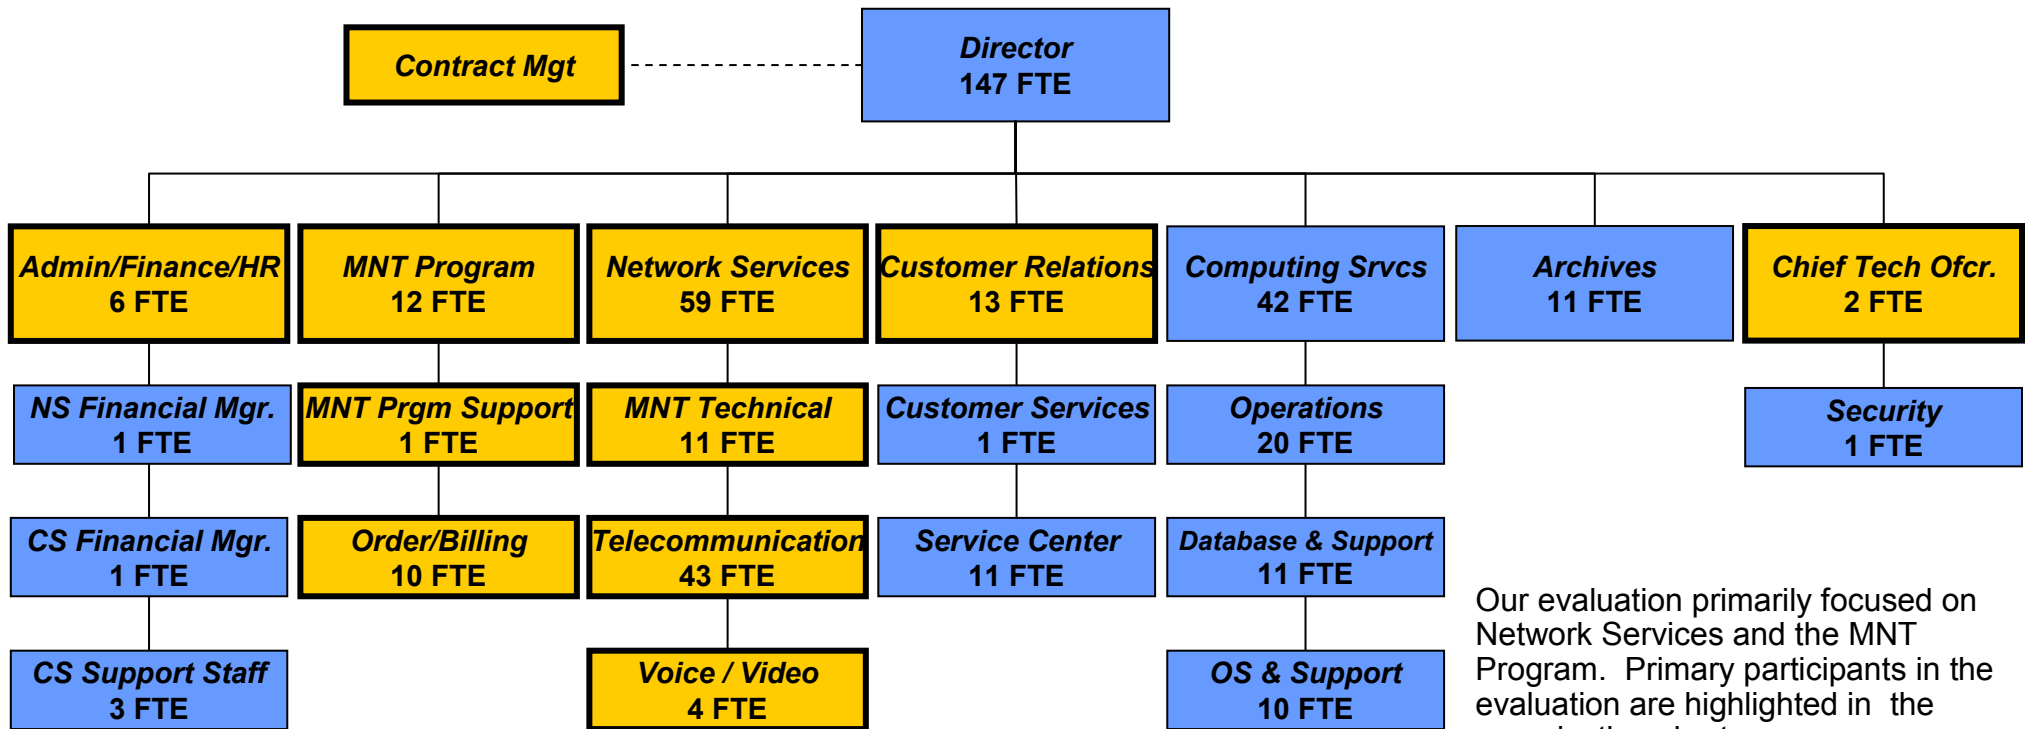 Contract Mgt
Director
147 FTE
Admin/Finance/HR
6 FTE
MNT Program
12 FTE
Network Services
59 FTE
Customer Relations
13 FTE
Computing Srvcs
42 FTE
Archives
11 FTE
Chief Tech Ofcr.
2 FTE
NS Financial Mgr.
1 FTE
MNT Prgm Support
1 FTE
MNT Technical
11 FTE
Customer Services
1 FTE
Operations
20 FTE
Security
1 FTE
CS Financial Mgr.
1 FTE
Order/Billing
10 FTE
Telecommunication
43 FTE
Service Center
11 FTE
Database & Support
11 FTE
CS Support Staff
3 FTE
Voice / Video
4 FTE
OS & Support
10 FTE
Our evaluation primarily focused on
Network Services and the MNT
Program. Primary participants in the
evaluation are highlighted in the